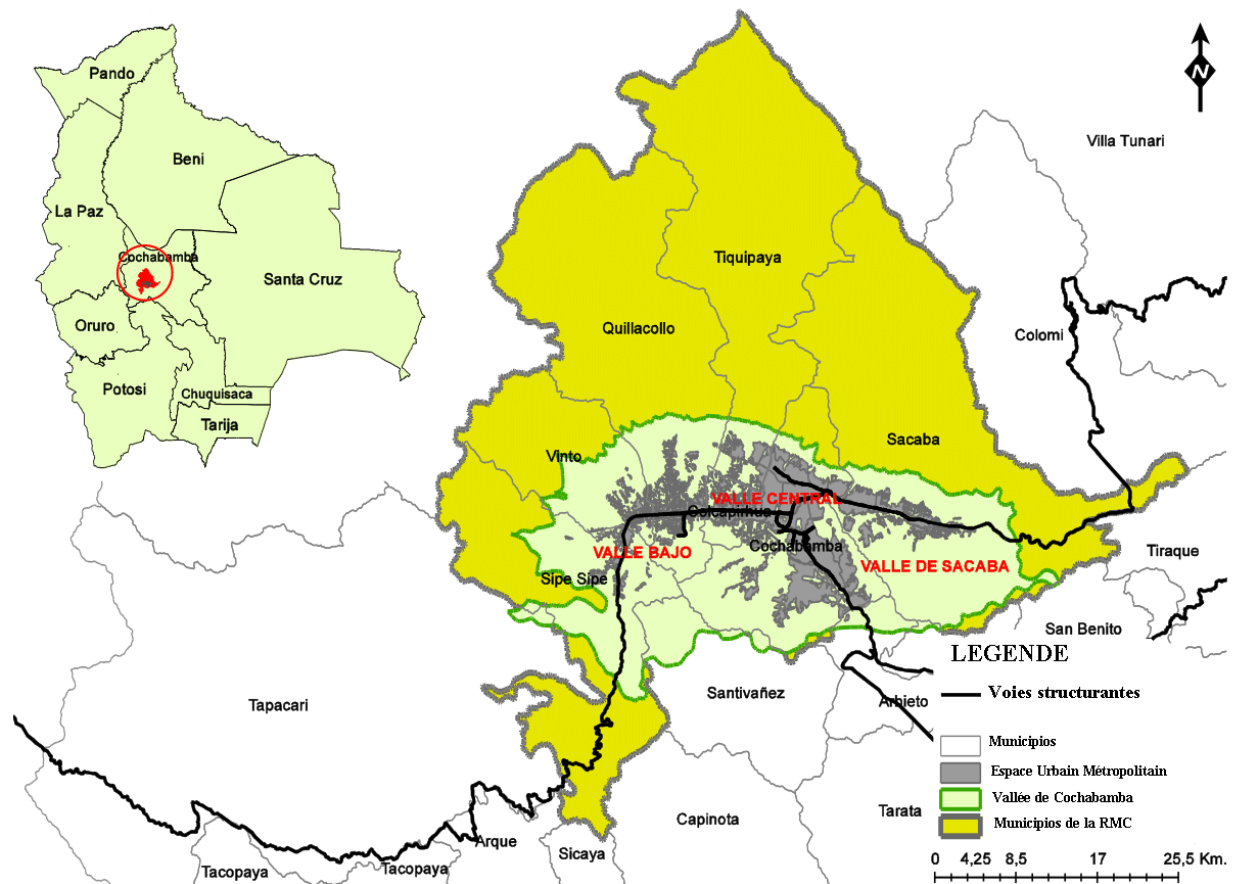 Pando
Beni
La Paz
Cochabamba
Santa Cruz
Oruro
Potosi
Chuquisaca
Tarija
N
Villa Tunari
Tiquipaya
Quillacollo
Colomi
Sacaba
Vinto
VALLE CENTRAL
Colcapirhua
VALLE BAJO
Cochabamba
VALLE DE SACABA
Tiraque
Sipe Sipe
San Benito
LEGENDE
Santivañez
Arbieto
Voies structurantes
Tapacari
Municipios
Espace Urbain Métropolitain
Vallée de Cochabamba
Municipios de la RMC
Capinota
Tarata
Arque
Sicaya
Tacopaya
Tacopaya
0 4,25 8,5 17 25,5 Km.